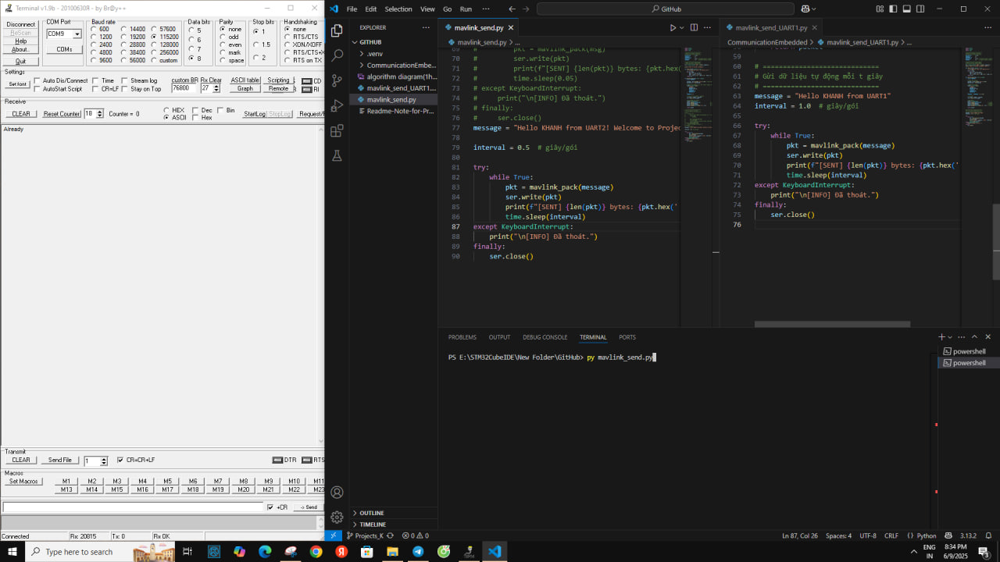 Terminal v1.9b - 20100630Я - by Br@y++
Disconnect
ReScan
Help
About...
Quit
COM Port
COM9
COMs
Baud rate
600 14400 57600
1200 19200 115200
2400 28800 128000
4800 38400 256000
9600 56000 custom
Data bits
5
6
7
8
Parity
none
odd
even
mark
space
Stop bits
1
1.5
2
Handshaking
none
RTS/CTS
XON/XOFF
RTS/CTS+X
RTS on TX
Settings
Set font
Auto Dis/Connect Time Stream log
AutoStart Script CR=LF Stay on Top
custom BR Rx Clear
76800 27
ASCII table Scripting
Graph Remote
CD
RI
Receive
CLEAR Reset Counter 18 Counter = 0
HEX
ASCII
Dec Bin
Hex
StartLog StopLog Request/
Already
Transmit
CLEAR Send File 1 CR=CR+LF DTR RTS
Macros
Set Macros M1 M2 M3 M4 M5 M6 M7 M8 M9 M10 M11
M13 M14 M15 M16 M17 M18 M19 M20 M21 M22 M23
+CR -> Send
Connected Rx: 20815 Tx: 0 Rx OK
File Edit Selection View Go Run ···
GitHub
EXPLORER
GITHUB
.venv
CommunicationEmbe...
algorithm diagram(1h...
mavlink_send_UART1....
mavlink_send.py
Readme-Note-for-Pr...
OUTLINE
TIMELINE
mavlink_send.py
mavlink_send.py > ...
69 # pkt = mavlink_pack(msg)
70 # ser.write(pkt)
71 # print(f"[SENT] {len(pkt)} bytes: {pkt.hex(
72 # time.sleep(0.05)
73 # except KeyboardInterrupt:
74 # print("\n[INFO] Đã thoát.")
75 # finally:
76 # ser.close()
77 message = "Hello KHANH from UART2! Welcome to Projec
78
79 interval = 0.5 # giây/gói
80
81 try:
82 while True:
83 pkt = mavlink_pack(message)
84 ser.write(pkt)
85 print(f"[SENT] {len(pkt)} bytes: {pkt.hex('
86 time.sleep(interval)
87 except KeyboardInterrupt:
88 print("\n[INFO] Đã thoát.")
89 finally:
90 ser.close()
mavlink_send_UART1.py
CommunicationEmbedded > mavlink_send_UART1.py > ...
59
60 # =============================
61 # Gửi dữ liệu tự động mỗi t giây
62 # =============================
63 message = "Hello KHANH from UART1"
64 interval = 1.0 # giây/gói
65
66 try:
67 while True:
68 pkt = mavlink_pack(message)
69 ser.write(pkt)
70 print(f"[SENT] {len(pkt)} bytes: {pkt.hex('
71 time.sleep(interval)
72 except KeyboardInterrupt:
73 print("\n[INFO] Đã thoát.")
74 finally:
75 ser.close()
76
PROBLEMS OUTPUT DEBUG CONSOLE TERMINAL PORTS
PS E:\STM32CubeIDE\New Folder\GitHub> py mavlink_send.py
powershell
powershell
Projects_K 0 0 Ln 87, Col 26 Spaces: 4 UTF-8 CRLF Python 3.13.2
Type here to search
ENG
IN
8:34 PM
6/9/2025
3